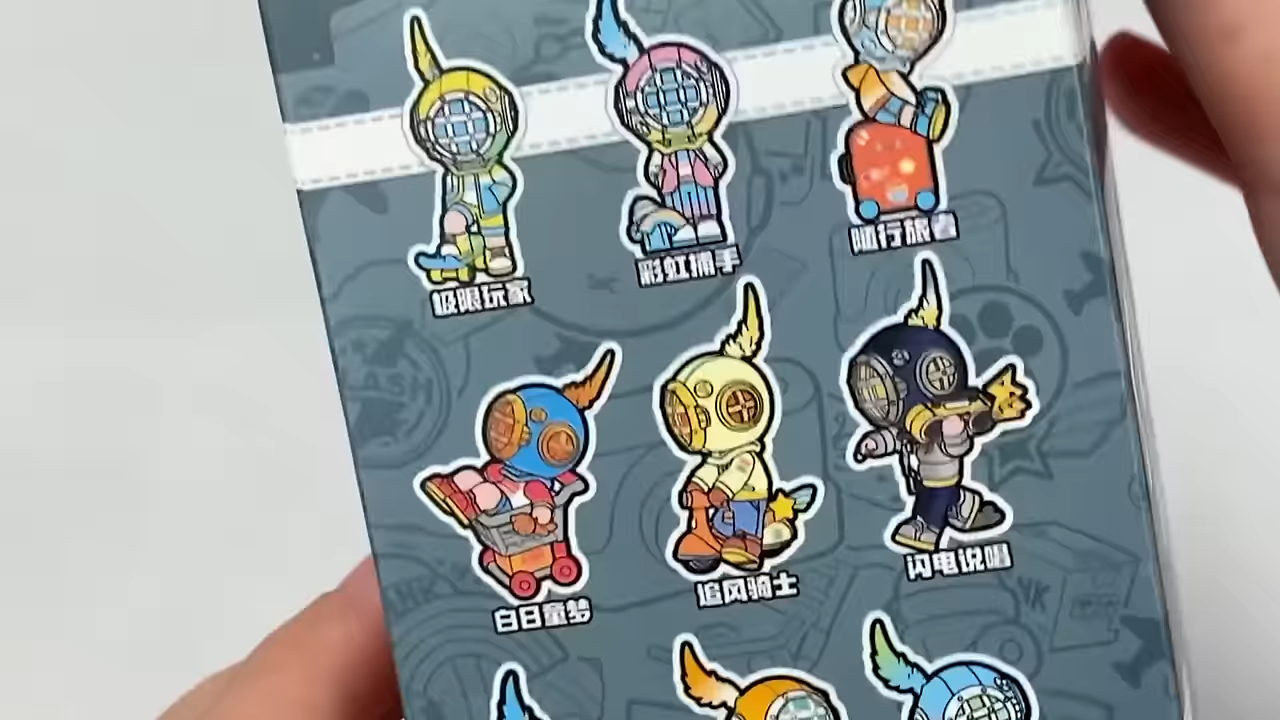 极限玩家
彩虹捕手
随行旅者
白日童梦
追风骑士
闪电说唱